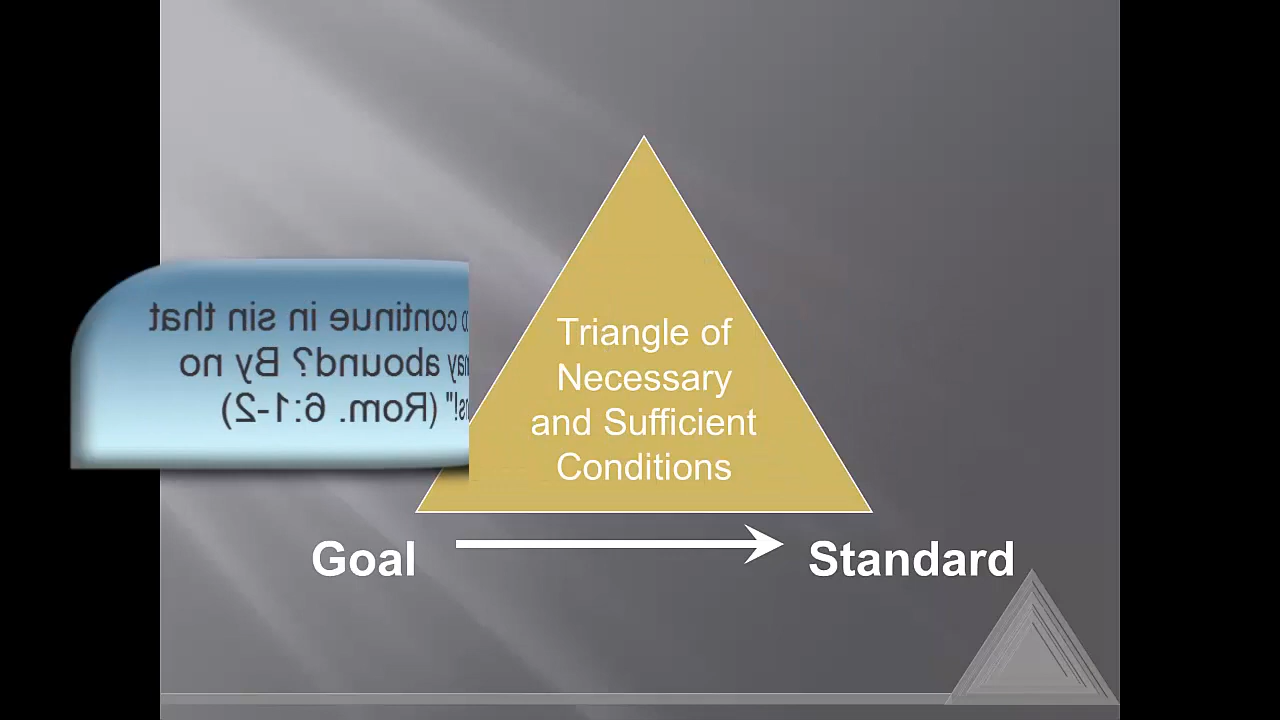 continue in sin that
may abound? By no
(Rom. 6:1-2)
Triangle of
Necessary
and Sufficient
Conditions
Goal
Standard